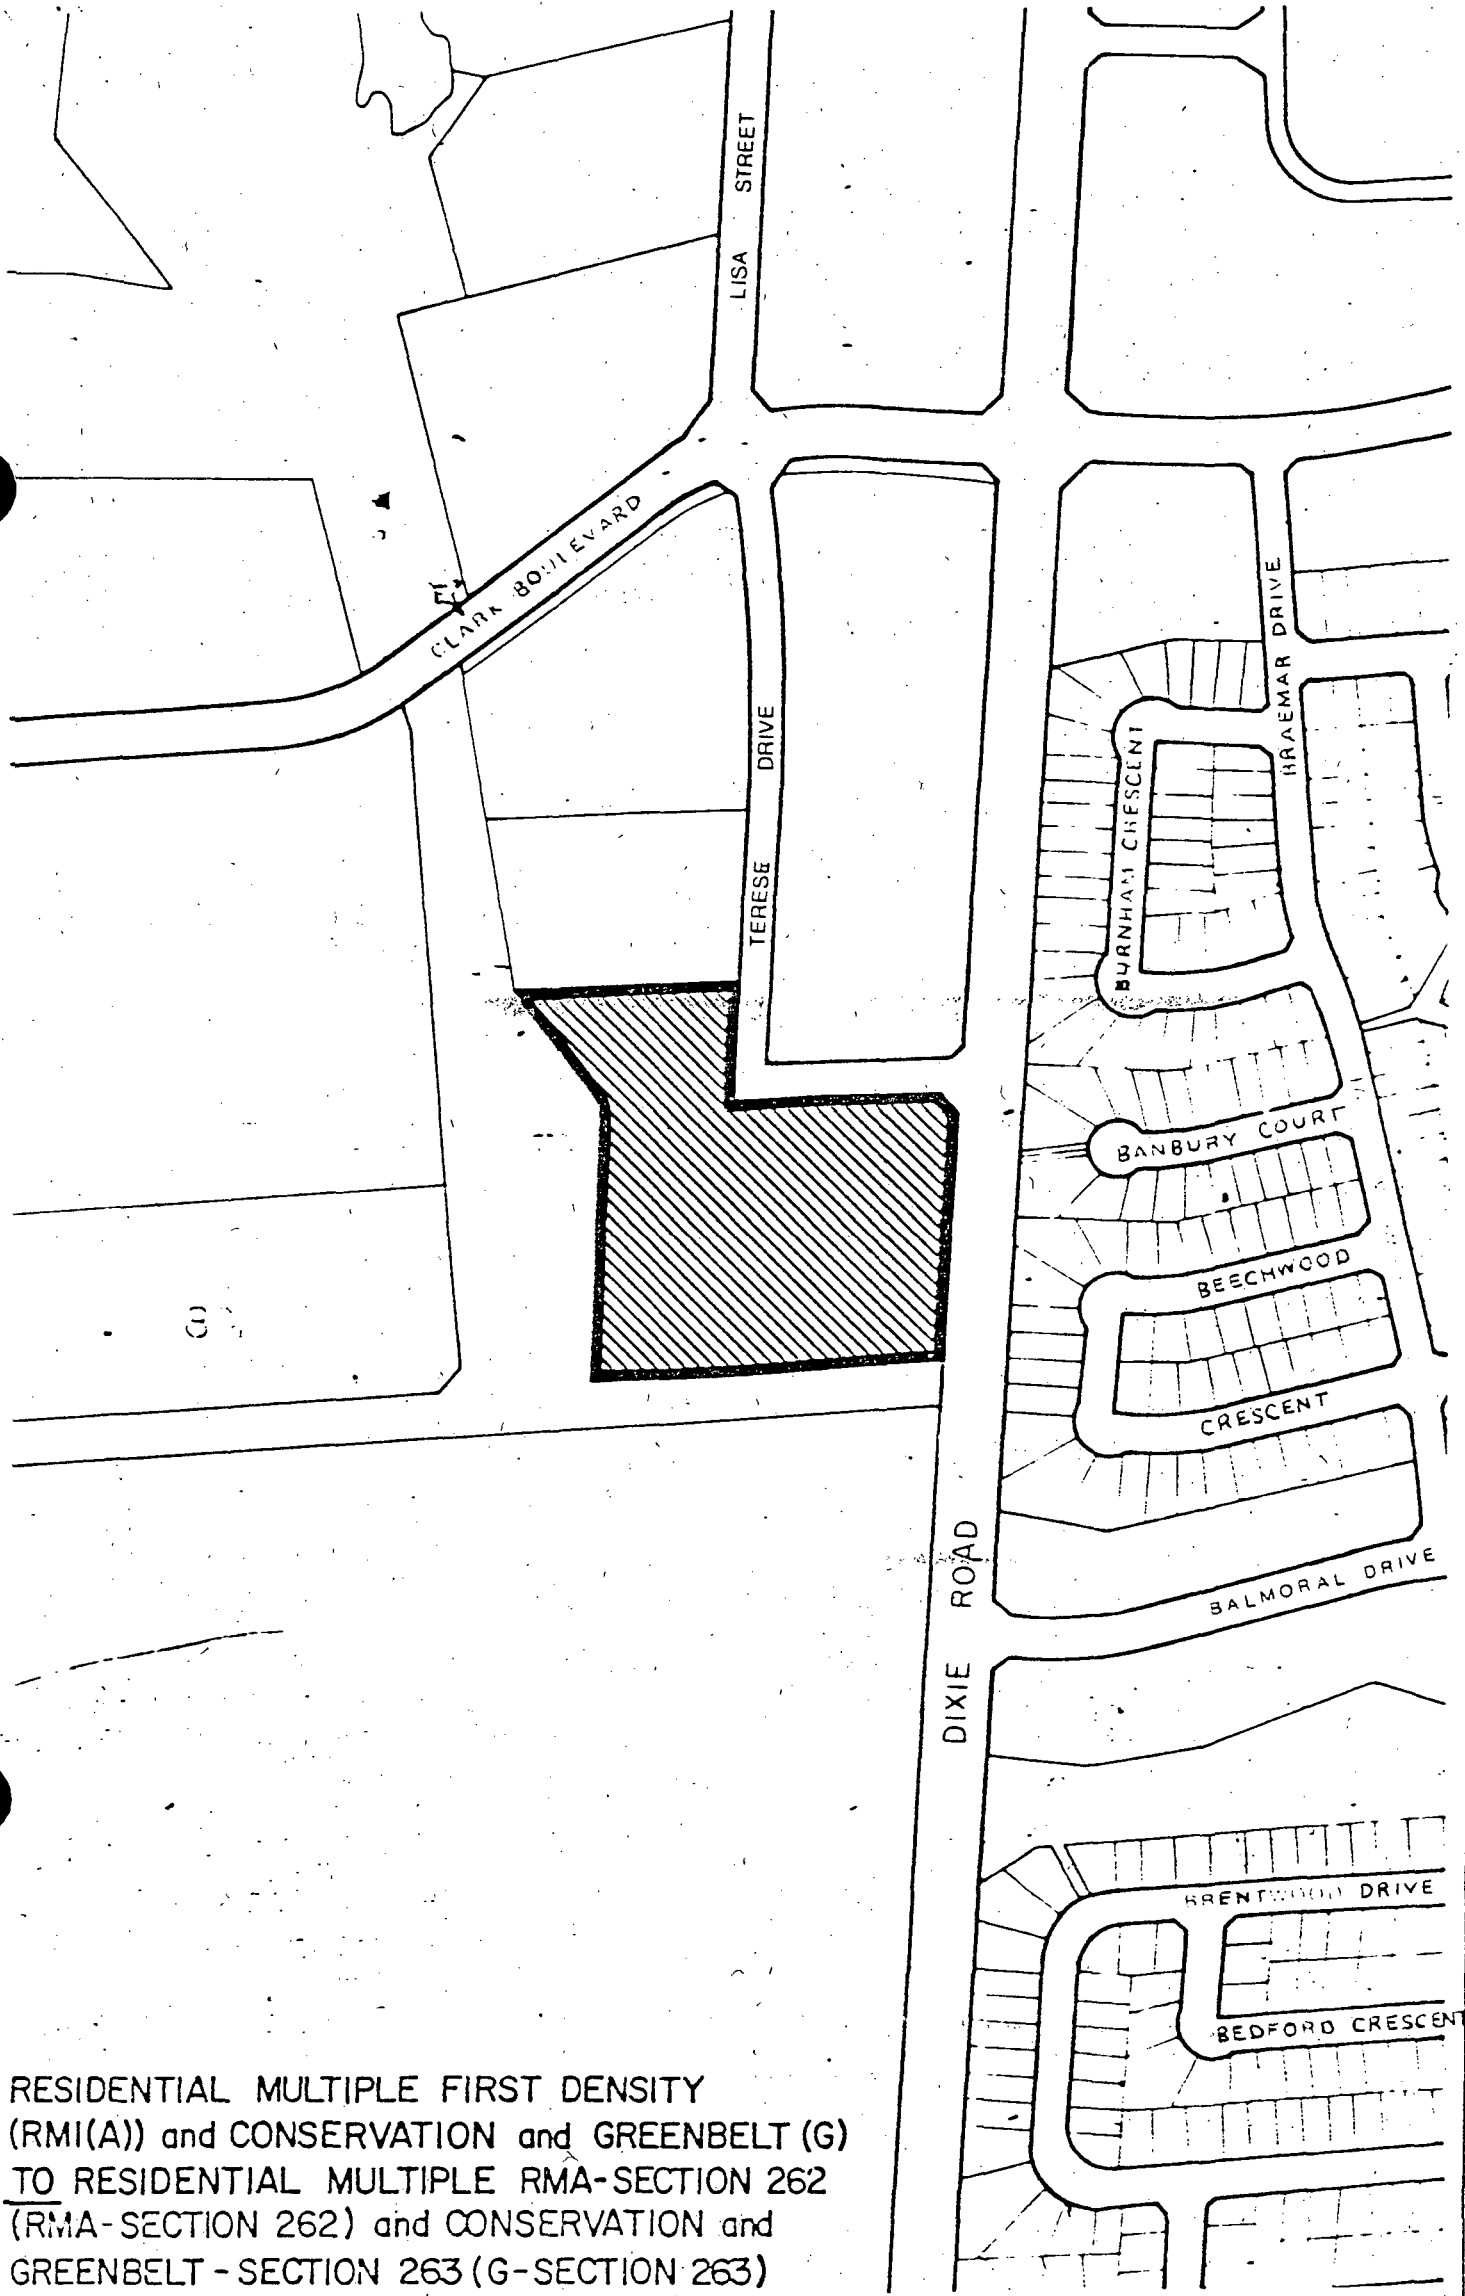 LISA STREET
CLARK BOULEVARD
TERESE DRIVE
BRAEMAR DRIVE
BURNHAM CRESCENT
BANBURY COURT
BEECHWOOD
CRESCENT
DIXIE ROAD
BALMORAL DRIVE
BRENTWOOD DRIVE
BEDFORD CRESCENT
RESIDENTIAL MULTIPLE FIRST DENSITY
(RM1(A)) and CONSERVATION and GREENBELT (G)
TO RESIDENTIAL MULTIPLE RMA-SECTION 262
(RMA-SECTION 262) and CONSERVATION and
GREENBELT - SECTION 263 (G-SECTION 263)